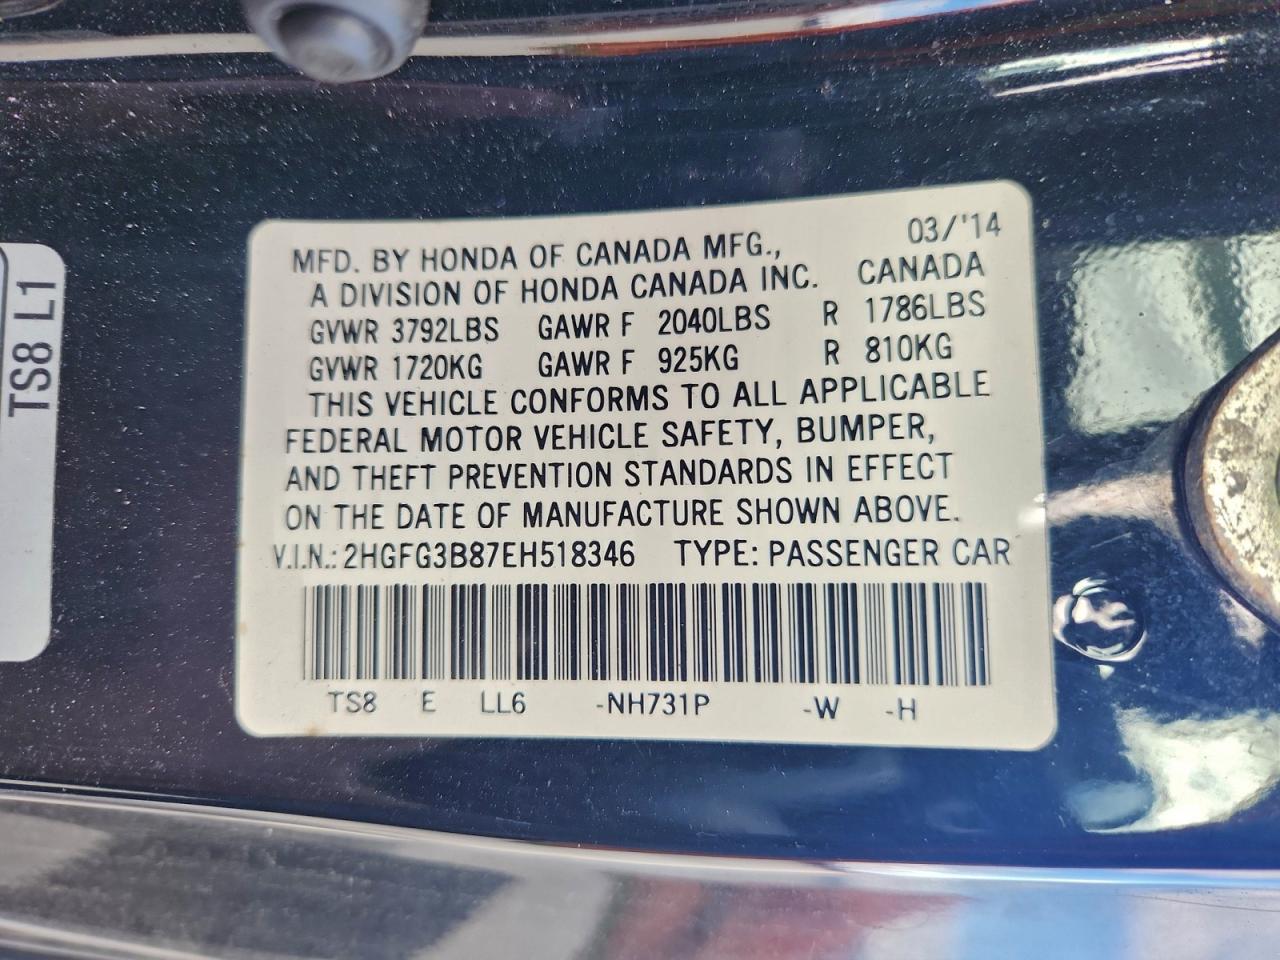 TS8 L1
03/'14
MFD. BY HONDA OF CANADA MFG.,
A DIVISION OF HONDA CANADA INC. CANADA
GVWR 3792LBS GAWR F 2040LBS R 1786LBS
GVWR 1720KG GAWR F 925KG R 810KG
THIS VEHICLE CONFORMS TO ALL APPLICABLE
FEDERAL MOTOR VEHICLE SAFETY, BUMPER,
AND THEFT PREVENTION STANDARDS IN EFFECT
ON THE DATE OF MANUFACTURE SHOWN ABOVE.
V.I.N.: 2HGFG3B87EH518346 TYPE: PASSENGER CAR
TS8 E LL6 -NH731P -W -H